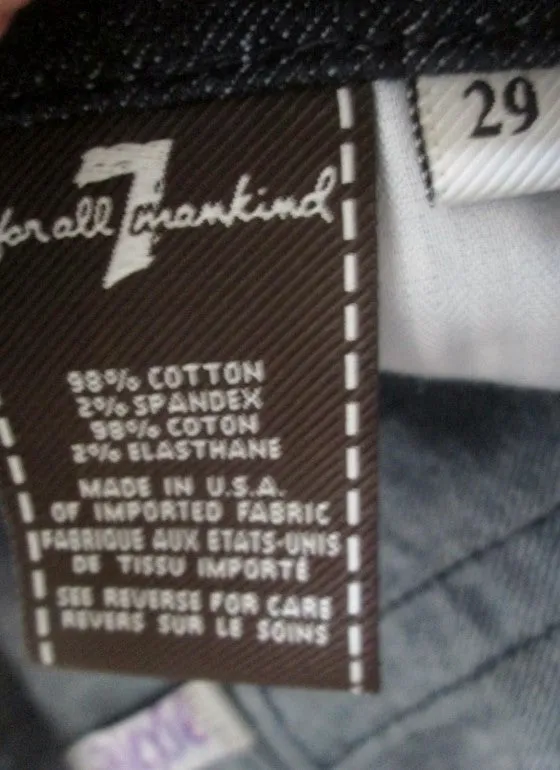 29
7
for all mankind
98% COTTON
2% SPANDEX
98% COTON
2% ELASTHANE
MADE IN U.S.A.
OF IMPORTED FABRIC
FABRIQUE AUX ETATS-UNIS
DE TISSU IMPORTÉ
SEE REVERSE FOR CARE
REVERS SUR LE SOINS